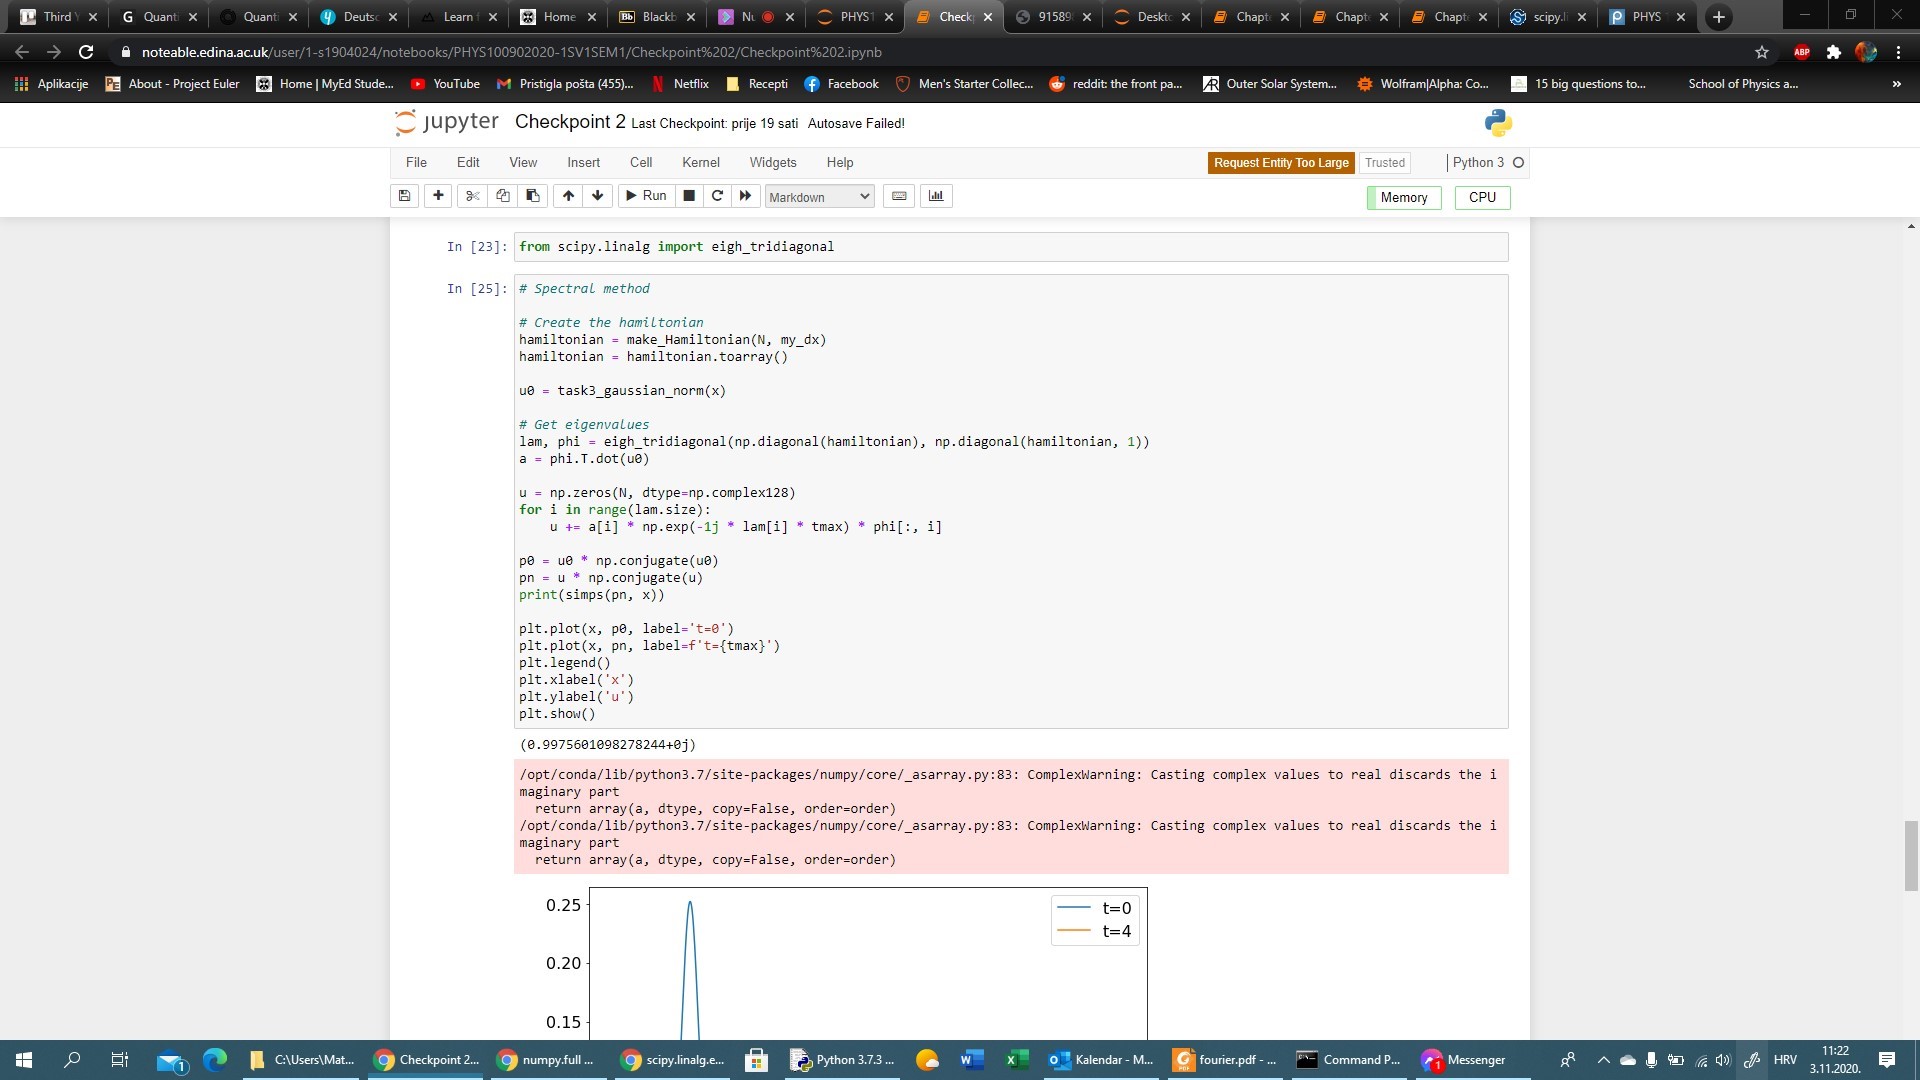 Third Y
Quanti
Quanti
Deutsc
Learn f
Home
Blackb
Nu
PHYS1
Check
91589
Deskto
Chapte
Chapte
Chapte
scipy.li
PHYS
noteable.edina.ac.uk/user/1-s1904024/notebooks/PHYS100902020-1SV1SEM1/Checkpoint%202/Checkpoint%202.ipynb
ABP
Aplikacije
About - Project Euler
Home | MyEd Stude...
YouTube
Pristigla pošta (455)...
Netflix
Recepti
Facebook
Men's Starter Collec...
reddit: the front pa...
Outer Solar System...
Wolfram|Alpha: Co...
15 big questions to...
School of Physics a...
»
jupyter Checkpoint 2 Last Checkpoint: prije 19 sati Autosave Failed!
File Edit View Insert Cell Kernel Widgets Help
Request Entity Too Large
Trusted
Python 3
Run
Markdown
Memory
CPU
In [23]: from scipy.linalg import eigh_tridiagonal
In [25]: # Spectral method
# Create the hamiltonian
hamiltonian = make_Hamiltonian(N, my_dx)
hamiltonian = hamiltonian.toarray()
u0 = task3_gaussian_norm(x)
# Get eigenvalues
lam, phi = eigh_tridiagonal(np.diagonal(hamiltonian), np.diagonal(hamiltonian, 1))
a = phi.T.dot(u0)
u = np.zeros(N, dtype=np.complex128)
for i in range(lam.size):
    u += a[i] * np.exp(-1j * lam[i] * tmax) * phi[:, i]
p0 = u0 * np.conjugate(u0)
pn = u * np.conjugate(u)
print(simps(pn, x))
plt.plot(x, p0, label='t=0')
plt.plot(x, pn, label=f't={tmax}')
plt.legend()
plt.xlabel('x')
plt.ylabel('u')
plt.show()
(0.9975601098278244+0j)
/opt/conda/lib/python3.7/site-packages/numpy/core/_asarray.py:83: ComplexWarning: Casting complex values to real discards the i
maginary part
  return array(a, dtype, copy=False, order=order)
/opt/conda/lib/python3.7/site-packages/numpy/core/_asarray.py:83: ComplexWarning: Casting complex values to real discards the i
maginary part
  return array(a, dtype, copy=False, order=order)
0.25
0.20
0.15
t=0
t=4
C:\Users\Mat...
Checkpoint 2...
numpy.full ...
scipy.linalg.e...
Python 3.7.3 ...
Kalendar - M...
fourier.pdf - ...
Command P...
Messenger
HRV
11:22
3.11.2020.